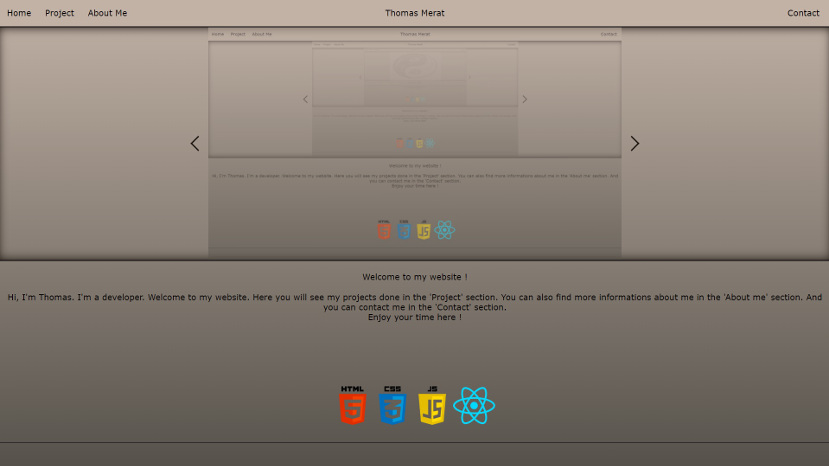 Home Project About Me Thomas Merat Contact
Home Project About Me Thomas Merat Contact
Welcome to my website !
Hi, I'm Thomas. I'm a developer. Welcome to my website. Here you will see my projects done in the 'Project' section. You can also find more informations about me in the 'About me' section. And
you can contact me in the 'Contact' section.
Enjoy your time here !
HTML CSS JS
Welcome to my website !
Hi, I'm Thomas. I'm a developer. Welcome to my website. Here you will see my projects done in the 'Project' section. You can also find more informations about me in the 'About me' section. And
you can contact me in the 'Contact' section.
Enjoy your time here !
HTML CSS JS
5 3 JS